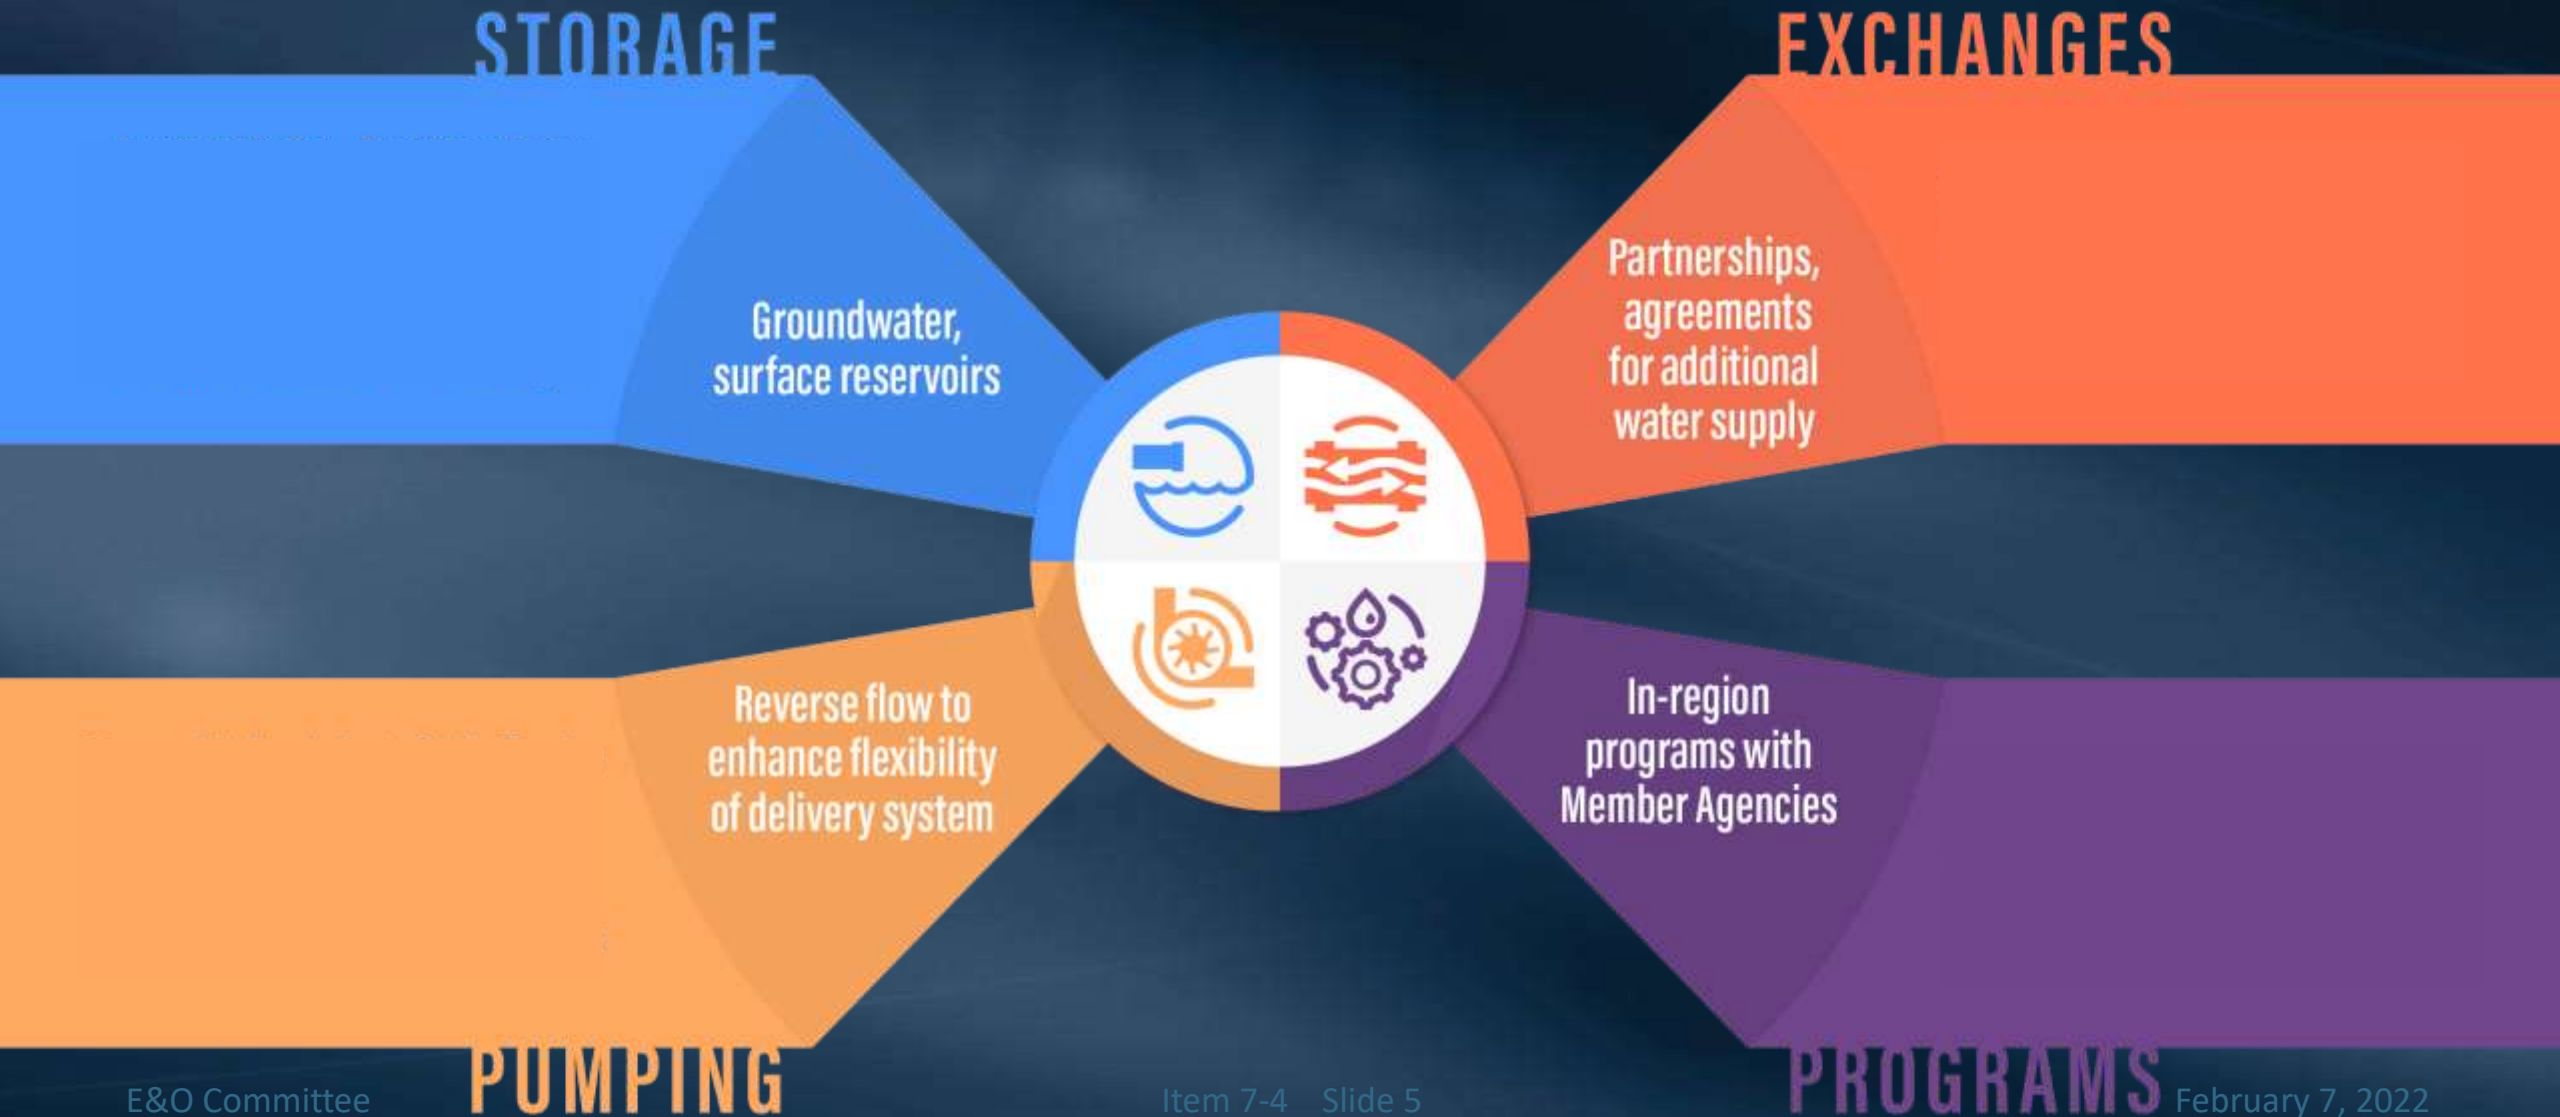 STORAGE
EXCHANGES
Groundwater,
surface reservoirs
Partnerships,
agreements
for additional
water supply
Reverse flow to
enhance flexibility
of delivery system
In-region
programs with
Member Agencies
PUMPING
PROGRAMS
E&O Committee
Item 7-4 Slide 5
February 7, 2022